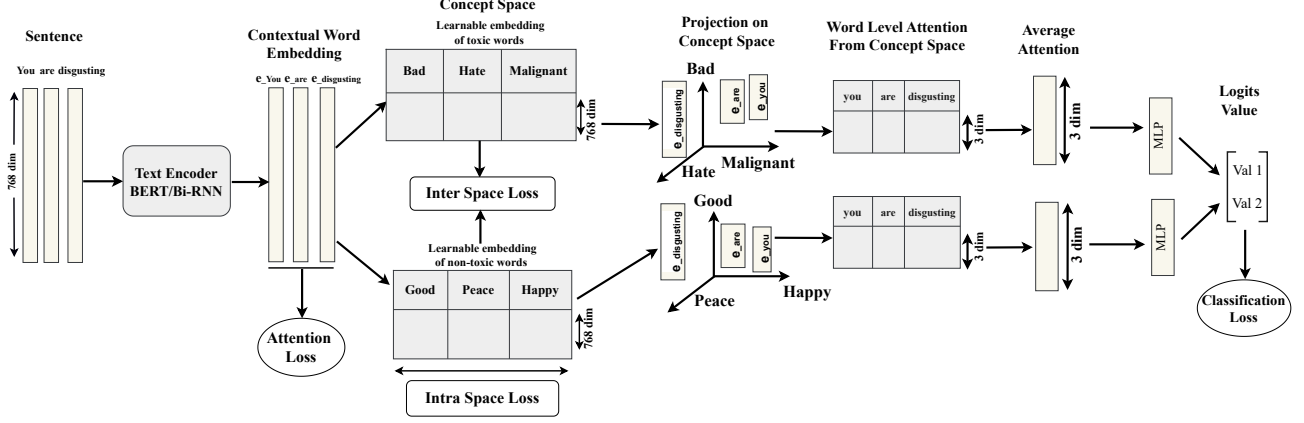 Sentence
You are disgusting
768 dim
Text Encoder
BERT/Bi-RNN
Contextual Word
Embedding
e_You e_are e_disgusting
Attention
Loss
Concept Space
Learnable embedding
of toxic words
Bad Hate Malignant
768 dim
Inter Space Loss
Learnable embedding
of non-toxic words
Good Peace Happy
768 dim
Intra Space Loss
Projection on
Concept Space
Bad
e_disgusting
e_are
e_you
Hate
Malignant
Good
e_disgusting
e_are
e_you
Peace
Happy
Word Level Attention
From Concept Space
you are disgusting
3 dim
you are disgusting
3 dim
Average
Attention
3 dim
3 dim
MLP
MLP
Logits
Value
Val 1
Val 2
Classification
Loss